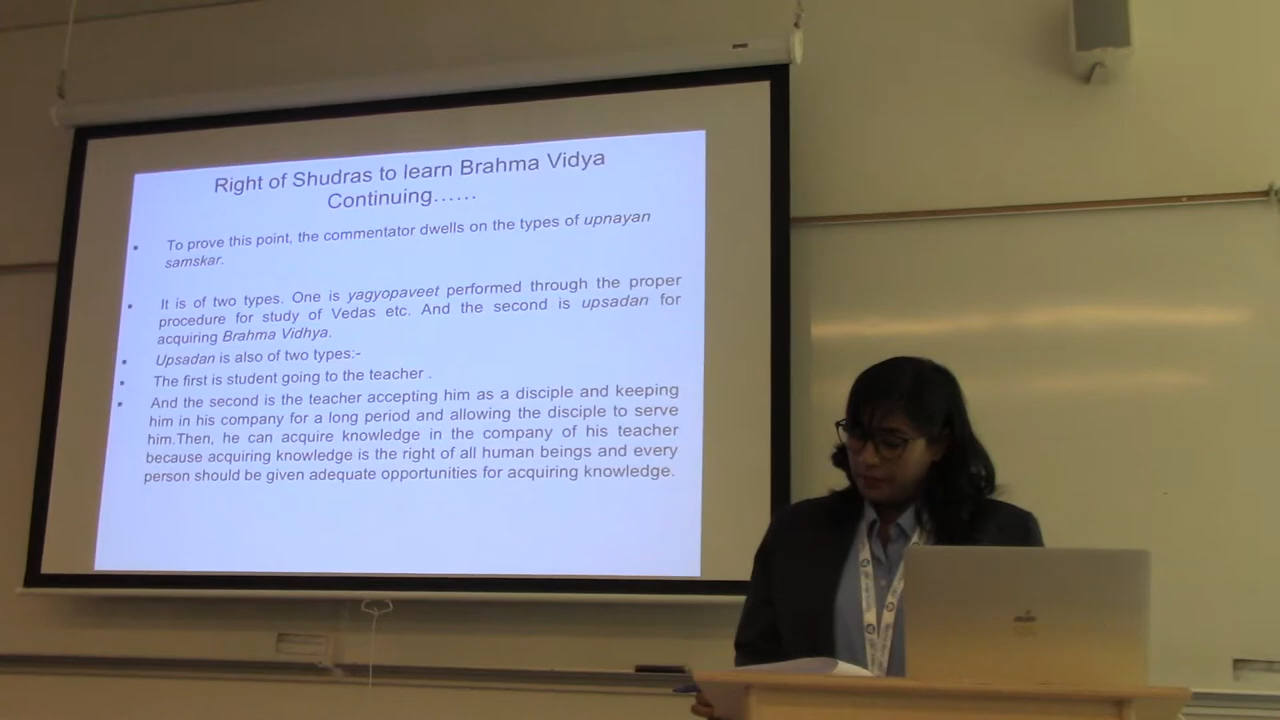 Right of Shudras to learn Brahma Vidya
Continuing……
▪ To prove this point, the commentator dwells on the types of upnayan
samskar.
▪ It is of two types. One is yagyopaveet performed through the proper
procedure for study of Vedas etc. And the second is upsadan for
acquiring Brahma Vidhya.
▪ Upsadan is also of two types:-
▪ The first is student going to the teacher .
▪ And the second is the teacher accepting him as a disciple and keeping
him in his company for a long period and allowing the disciple to serve
him.Then, he can acquire knowledge in the company of his teacher
because acquiring knowledge is the right of all human beings and every
person should be given adequate opportunities for acquiring knowledge.